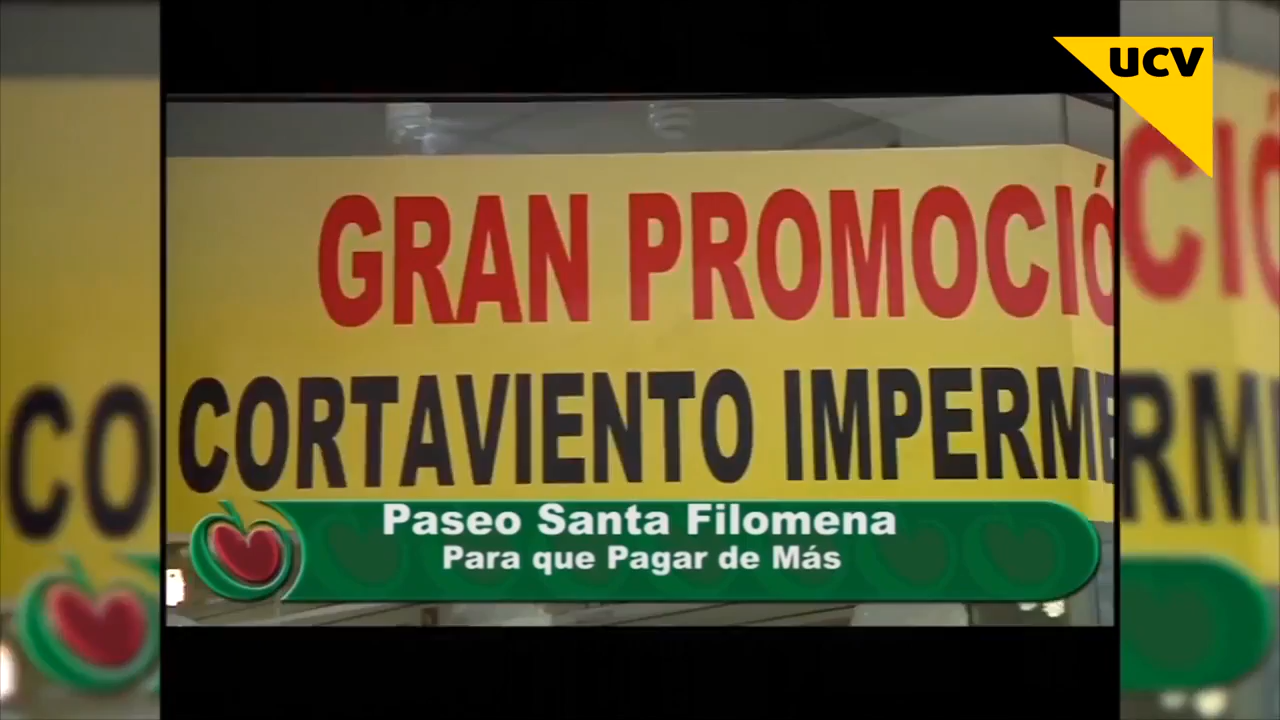 UCV
GRAN PROMOCIÓ
CORTAVIENTO IMPERME
Paseo Santa Filomena
Para que Pagar de Más